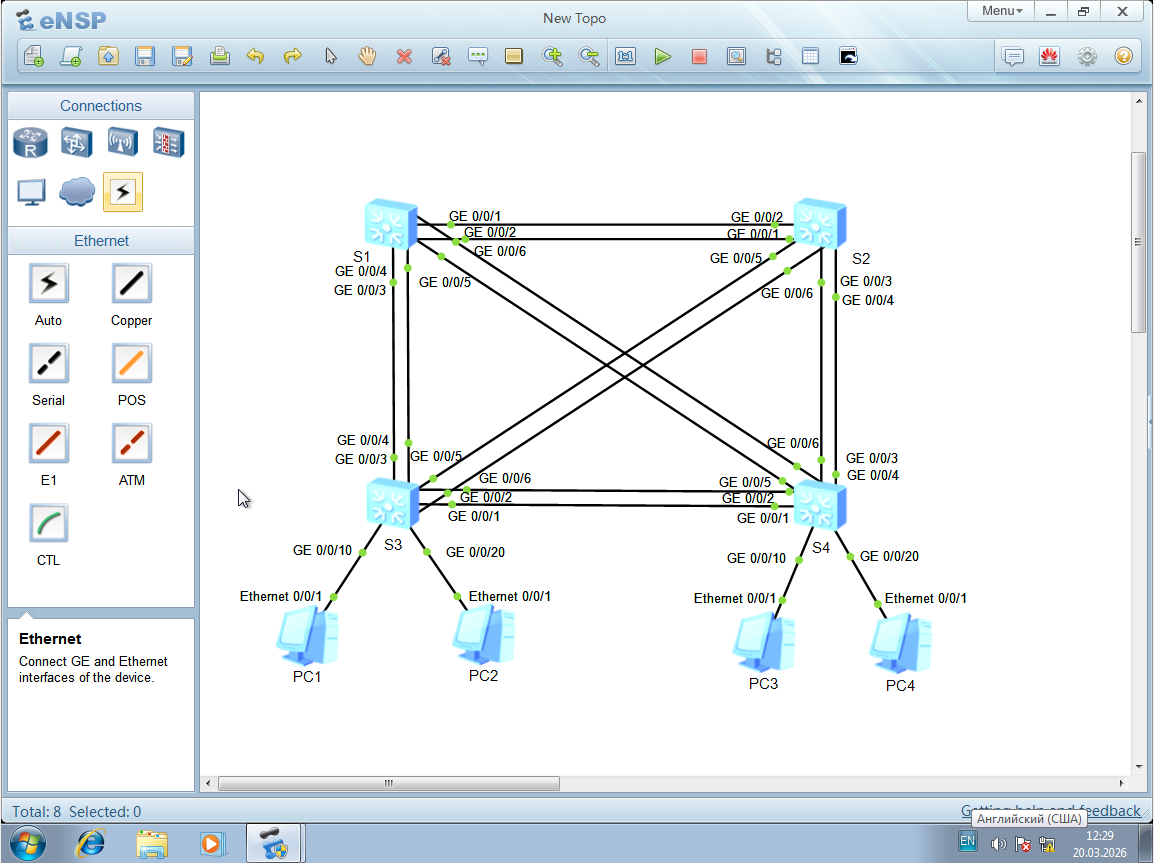 eNSP
New Topo
Menu
Connections
R
Ethernet
Auto
Copper
Serial
POS
E1
ATM
CTL
Ethernet
Connect GE and Ethernet
interfaces of the device.
GE 0/0/1
GE 0/0/2
GE 0/0/2
GE 0/0/1
GE 0/0/6
S1
GE 0/0/4
GE 0/0/3
GE 0/0/5
GE 0/0/5
S2
GE 0/0/6
GE 0/0/3
GE 0/0/4
GE 0/0/4
GE 0/0/3
GE 0/0/5
GE 0/0/6
GE 0/0/3
GE 0/0/4
GE 0/0/6
GE 0/0/2
GE 0/0/1
GE 0/0/5
GE 0/0/2
GE 0/0/1
S3
S4
GE 0/0/10
GE 0/0/20
GE 0/0/10
GE 0/0/20
Ethernet 0/0/1
Ethernet 0/0/1
Ethernet 0/0/1
Ethernet 0/0/1
PC1
PC2
PC3
PC4
Total: 8 Selected: 0
Getting help and feedback
Английский (США)
EN
12:29
20.03.2026